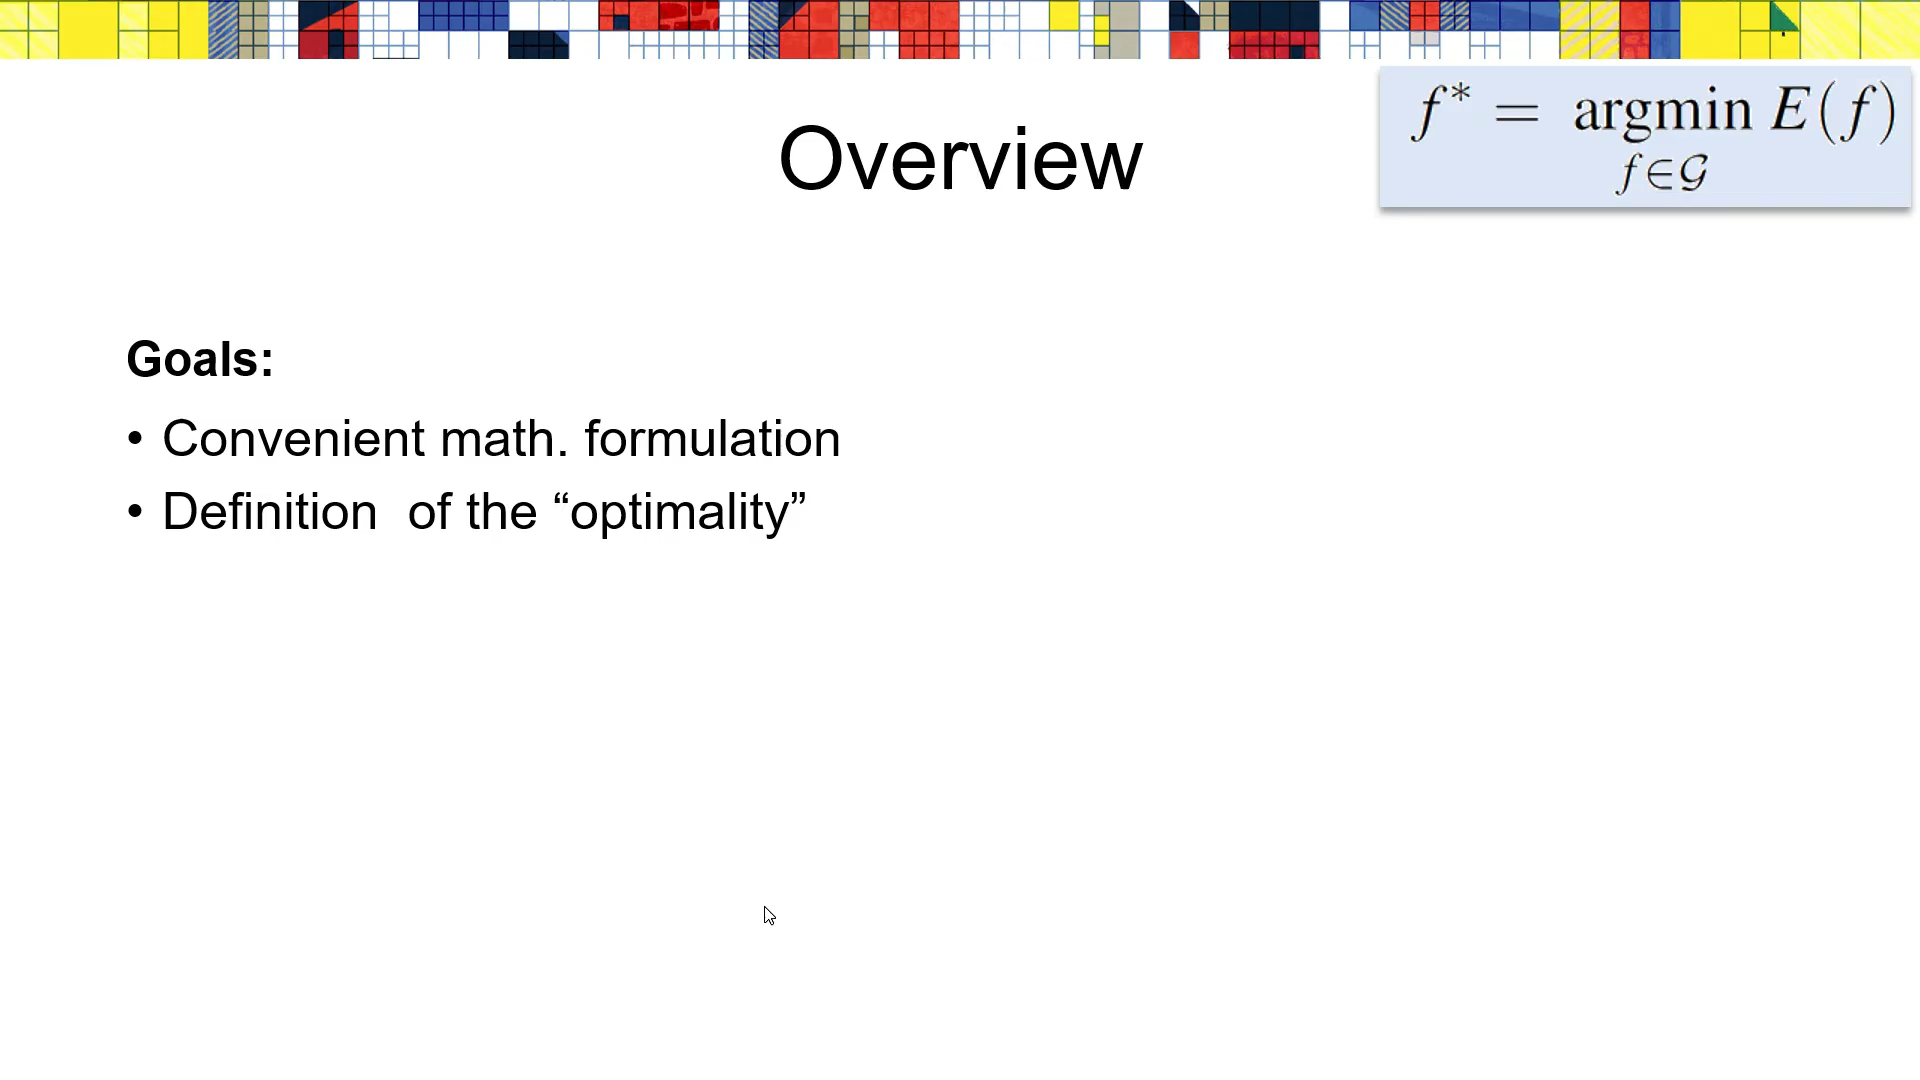 f* = argmin E(f)
f∈𝒢
Overview
Goals:
• Convenient math. formulation
• Definition  of the “optimality”